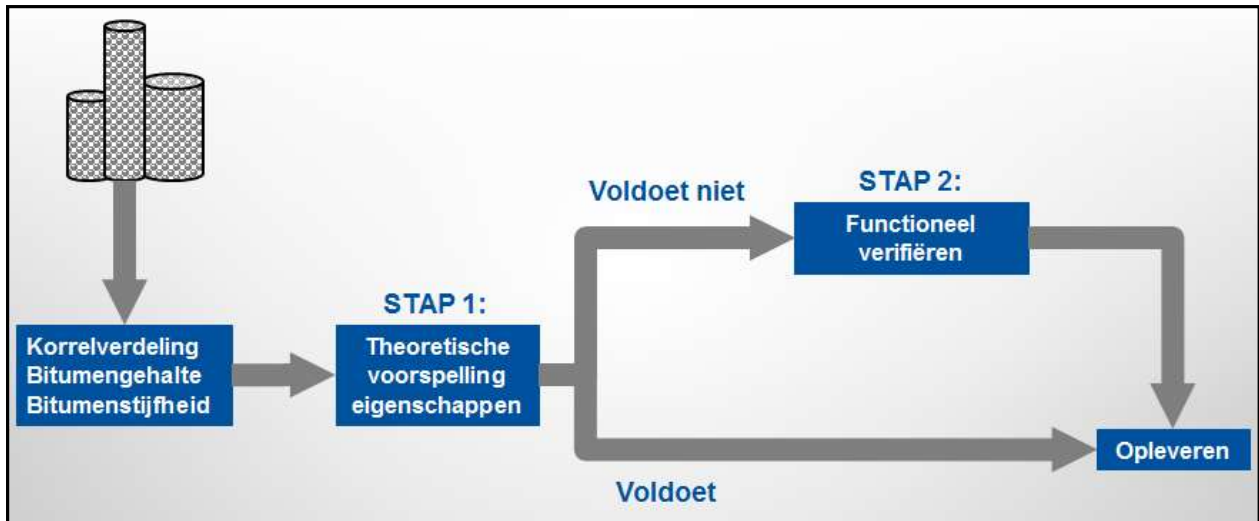 Korrelverdeling
Bitumengehalte
Bitumenstijfheid
STAP 1:
Theoretische
voorspelling
eigenschappen
Voldoet niet
STAP 2:
Functioneel
verifiëren
Voldoet
Opleveren